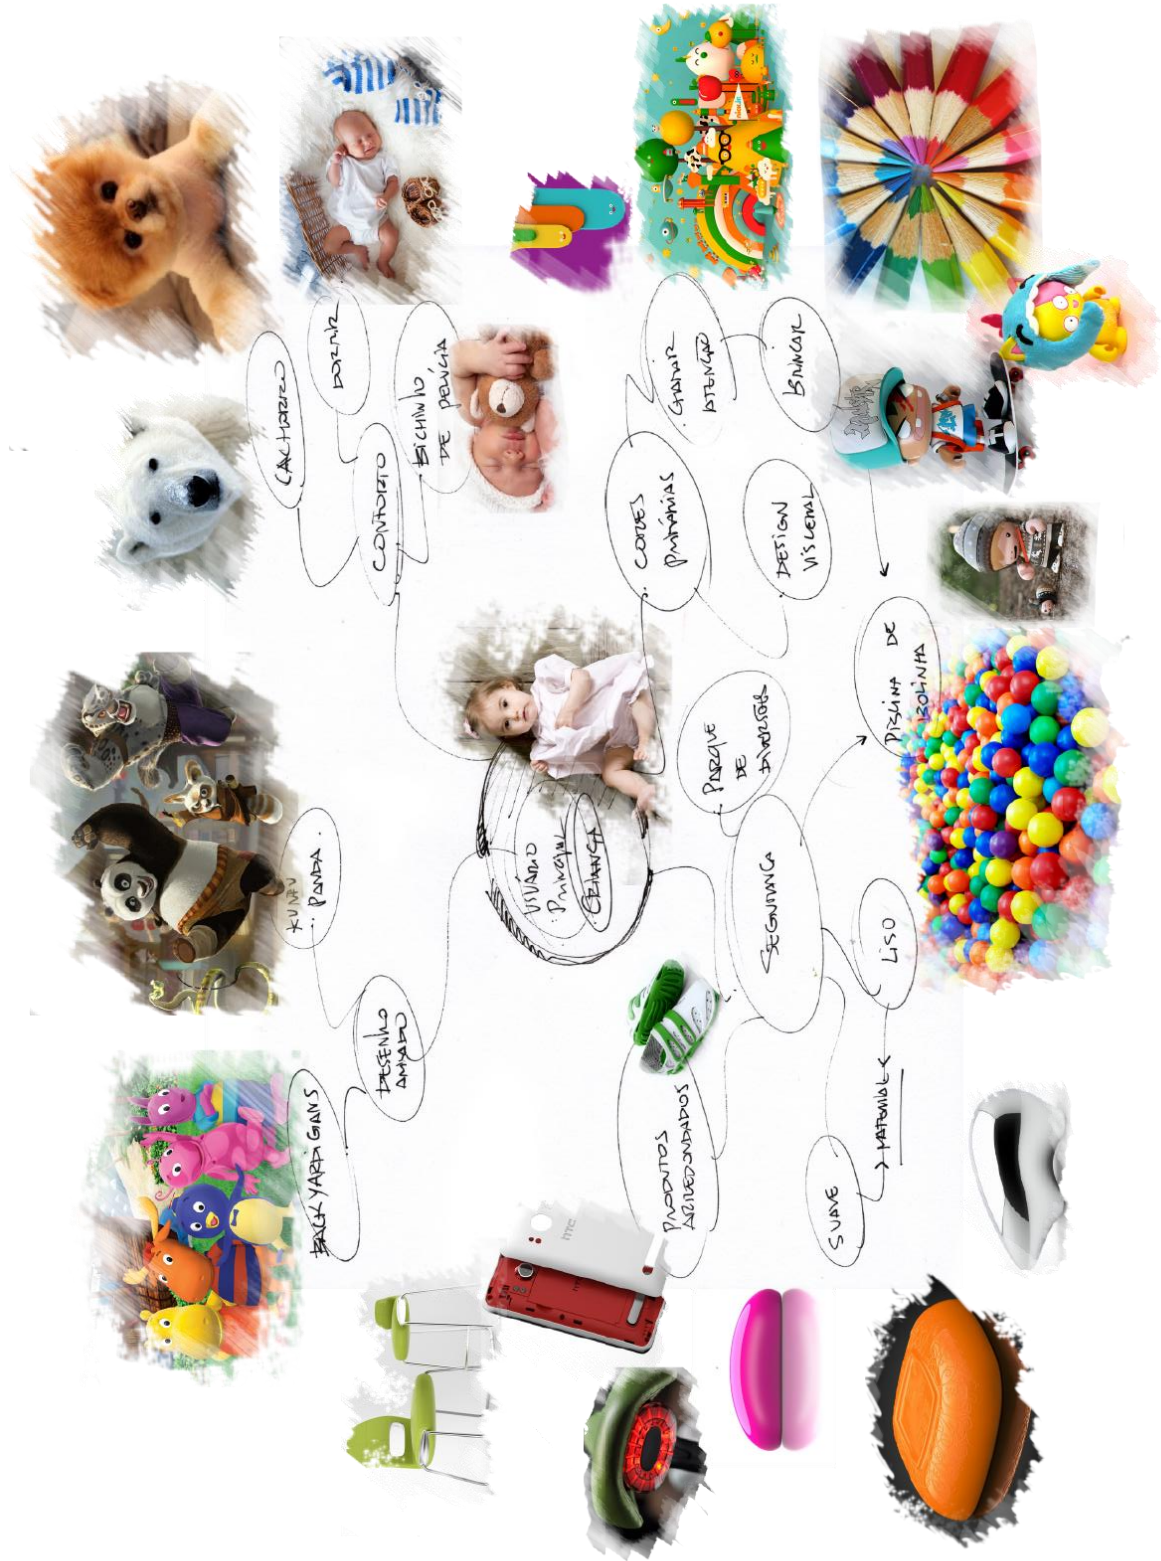 BACKYARDIGANS
KUNFU
PANDA.
CACHORRO
DORMIR
DESENHO
ANIMADO
CONFORTO
BICHINHO
DE PELÚCIA
USUÁRIO
PRINCIPAL
CRIANÇA
htc
CORES
PRIMÁRIAS
CHAMAR
ATENÇÃO
PRODUTOS
ARREDONDADOS
PARQUE
DE
DIVERSÕES
SEGURANÇA
DESIGN
VISCERAL
BRINCAR
SUAVE
MATERIAL
LISO
PISCINA DE
BOLINHA